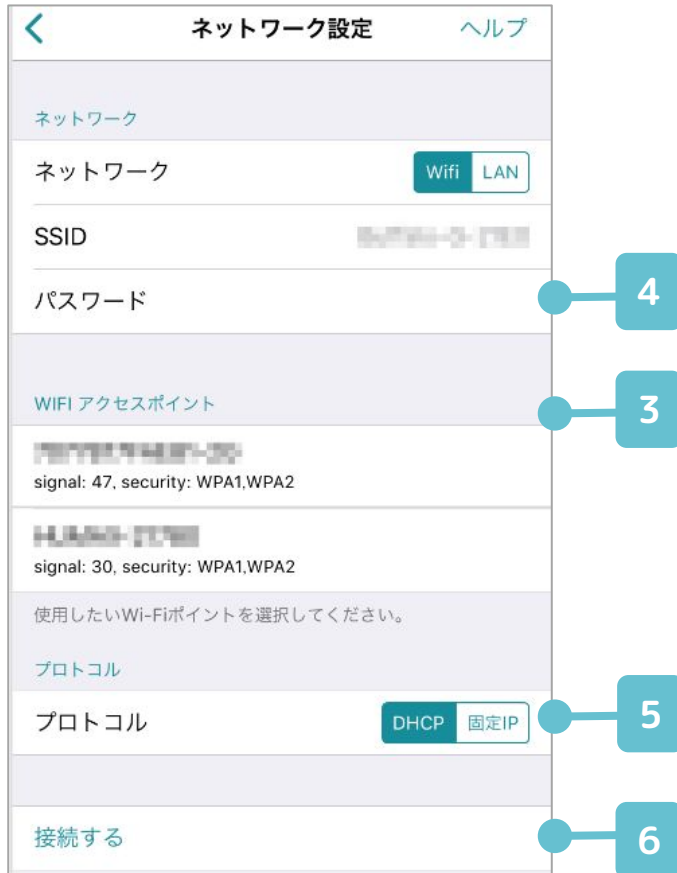 ネットワーク設定 ヘルプ
ネットワーク
ネットワーク Wifi LAN
SSID
パスワード 4
WIFI アクセスポイント 3
signal: 47, security: WPA1,WPA2
signal: 30, security: WPA1,WPA2
使用したいWi-Fiポイントを選択してください。
プロトコル
プロトコル DHCP 固定IP 5
接続する 6